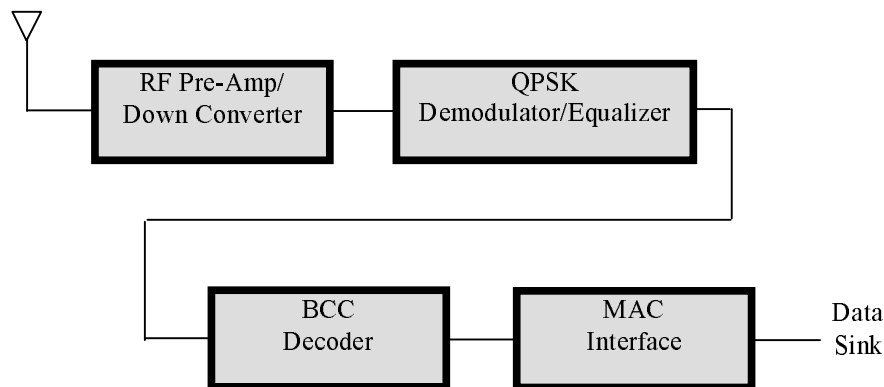 RF Pre-Amp/
Down Converter
QPSK
Demodulator/Equalizer
BCC
Decoder
MAC
Interface
Data
Sink